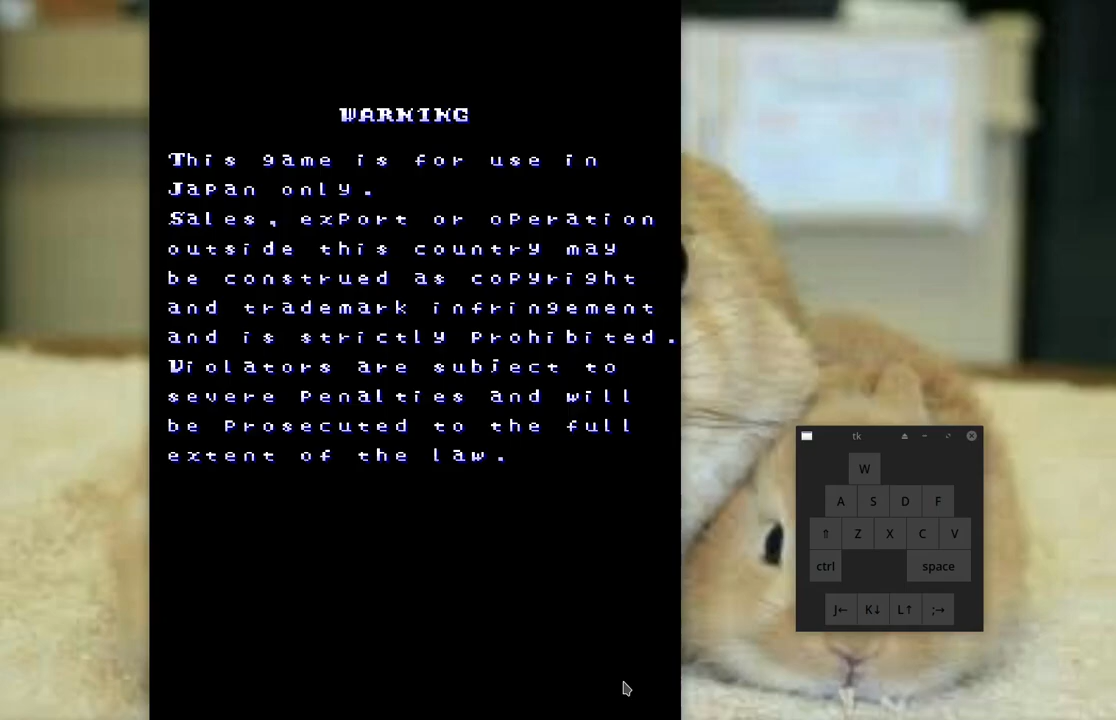 WARNING
This game is for use in
Japan only.
Sales, export or operation
outside this country may
be construed as copyright
and trademark infringement
and is strictly prohibited.
Violators are subject to
severe penalties and will
be prosecuted to the full
extent of the law.
tk
W
A S D F
⇧ Z X C V
ctrl space
J← K↓ L↑ ;→